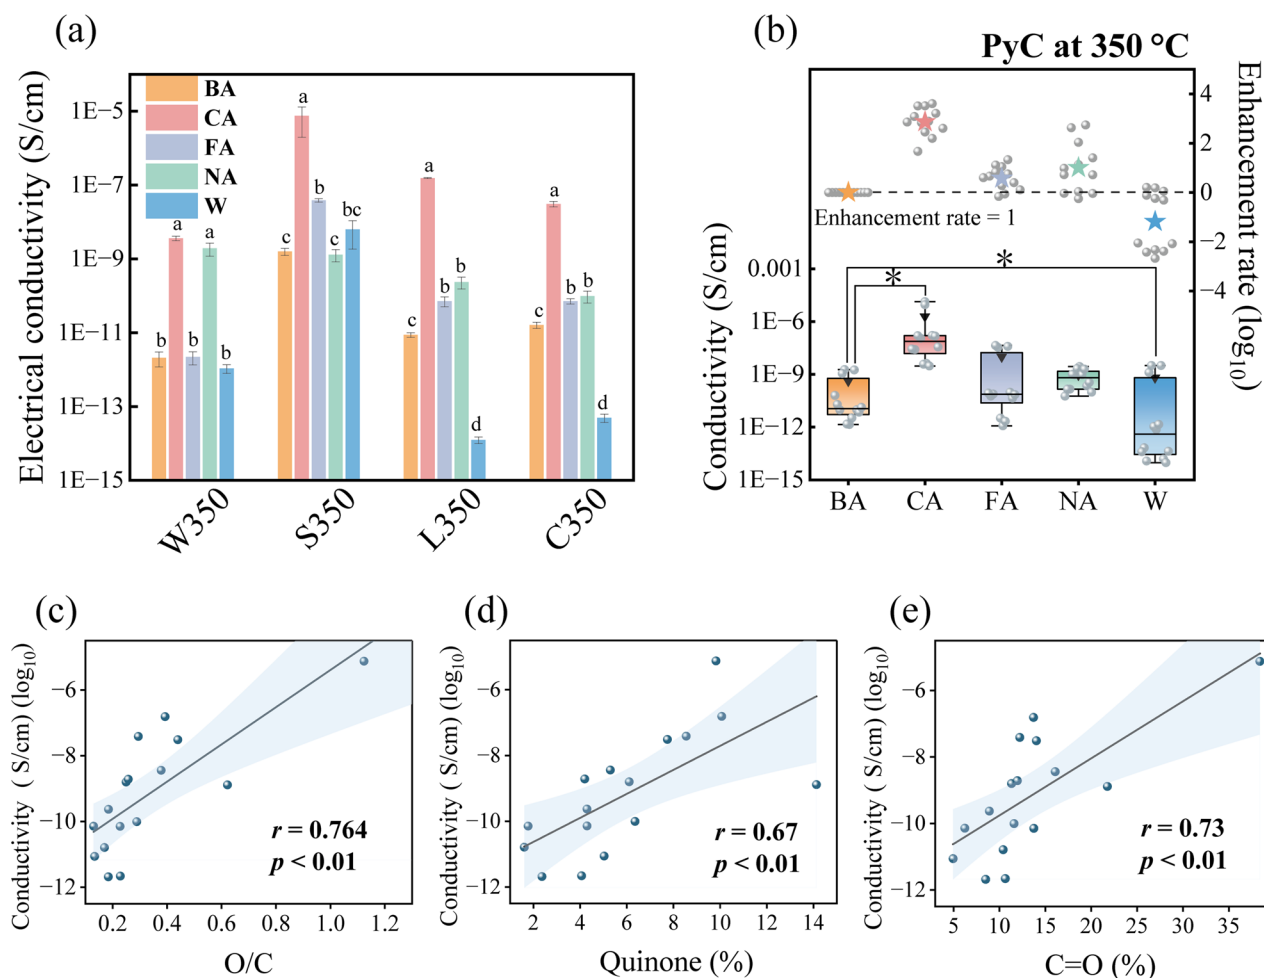 (a)
Electrical conductivity (S/cm)
1E−5
1E−7
1E−9
1E−11
1E−13
1E−15
BA
CA
FA
NA
W
b
a
b
a
b
c
a
b
c
bc
c
a
b
b
d
c
a
b
b
d
W350
S350
L350
C350
(b)
PyC at 350 °C
Conductivity (S/cm)
0.001
1E−6
1E−9
1E−12
1E−15
Enhancement rate = 1
*
*
4
2
0
−2
−4
Enhancement rate (log10)
BA
CA
FA
NA
W
(c)
Conductivity ( S/cm) (log10)
−6
−8
−10
−12
r = 0.764
p < 0.01
0.2
0.4
0.6
0.8
1.0
1.2
O/C
(d)
Conductivity ( S/cm) (log10)
−6
−8
−10
−12
r = 0.67
p < 0.01
2
4
6
8
10
12
14
Quinone (%)
(e)
Conductivity ( S/cm) (log10)
−6
−8
−10
−12
r = 0.73
p < 0.01
5
10
15
20
25
30
35
C=O (%)